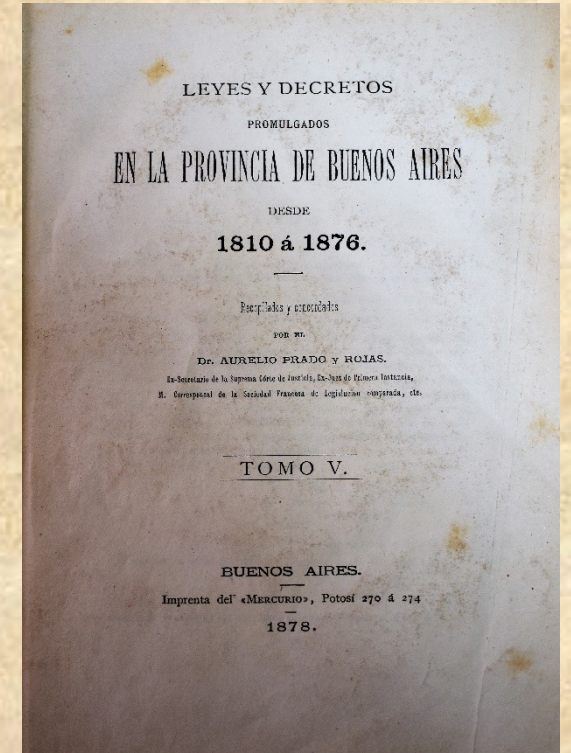 LEYES Y DECRETOS
PROMULGADOS
EN LA PROVINCIA DE BUENOS AIRES
DESDE
1810 á 1876.
Recopilados y concordados
POR EL
Dr. AURELIO PRADO y ROJAS.
Ex-Secretario de la Suprema Córte de Justicia, Ex-Juez de Primera Instancia,
M. Corresponsal de la Sociedad Francesa de Legislacion comparada, etc.
TOMO V.
BUENOS AIRES.
Imprenta del «MERCURIO», Potosí 270 á 274
1878.